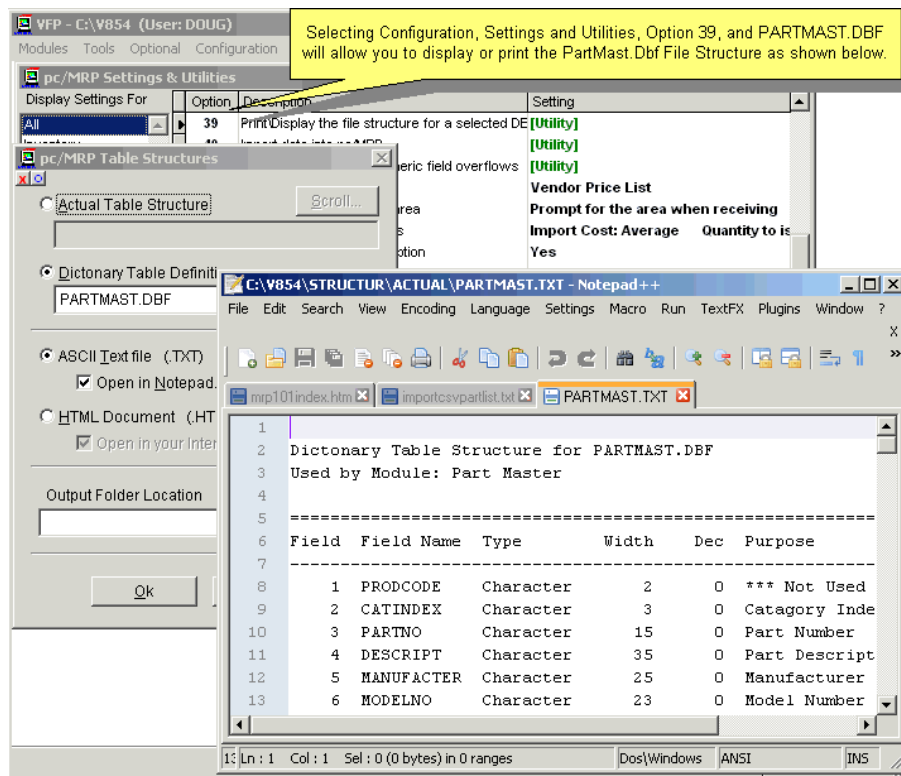 VFP - C:\V854 (User: DOUG)
Selecting Configuration, Settings and Utilities, Option 39, and PARTMAST.DBF
will allow you to display or print the PartMast.Dbf File Structure as shown below.
Modules Tools Optional Configuration
pc/MRP Settings & Utilities
Display Settings For
Option Description Setting
All
39 Print\Display the file structure for a selected DE [Utility]
[Utility]
eric field overflows [Utility]
Vendor Price List
area Prompt for the area when receiving
Import Cost: Average Quantity to is
ption Yes
pc/MRP Table Structures
Actual Table Structure
Scroll...
Dictonary Table Definiti
PARTMAST.DBF
ASCII Text file (.TXT)
Open in Notepad.
HTML Document (.HT
Open in your Inter
Output Folder Location
Ok
C:\V854\STRUCTUR\ACTUAL\PARTMAST.TXT - Notepad++
File Edit Search View Encoding Language Settings Macro Run TextFX Plugins Window ?
X
mrp101index.htm importcsvpartlist.txt PARTMAST.TXT
1
2 Dictonary Table Structure for PARTMAST.DBF
3 Used by Module: Part Master
4
5 ==========================================================
6 Field Field Name Type Width Dec Purpose
7 ----------------------------------------------------------
8 1 PRODCODE Character 2 0 *** Not Used
9 2 CATINDEX Character 3 0 Catagory Inde
10 3 PARTNO Character 15 0 Part Number
11 4 DESCRIPT Character 35 0 Part Descript
12 5 MANUFACTER Character 25 0 Manufacturer
13 6 MODELNO Character 23 0 Model Number
13 Ln : 1 Col : 1 Sel : 0 (0 bytes) in 0 ranges Dos\Windows ANSI INS